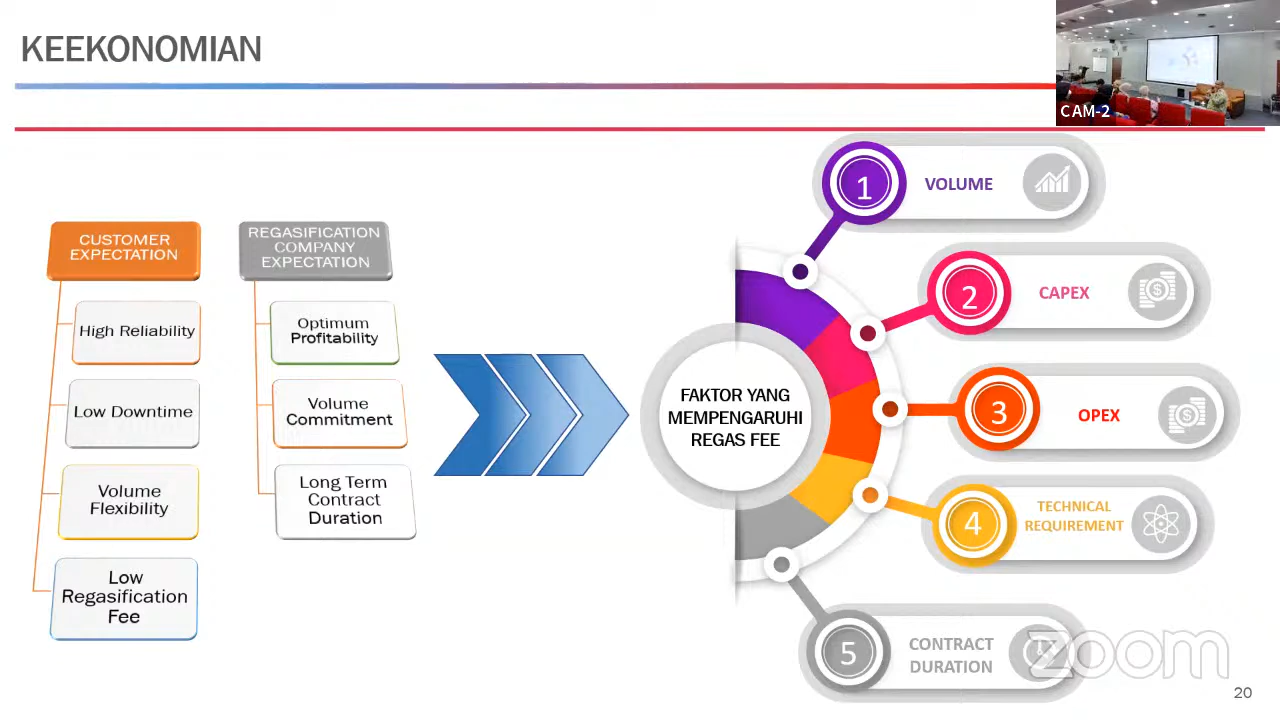 KEEKONOMIAN
CAM-2
CUSTOMER
EXPECTATION
High Reliability
Low Downtime
Volume
Flexibility
Low
Regasification
Fee
REGASIFICATION
COMPANY
EXPECTATION
Optimum
Profitability
Volume
Commitment
Long Term
Contract
Duration
FAKTOR YANG
MEMPENGARUHI
REGAS FEE
1
VOLUME
2
CAPEX
3
OPEX
4
TECHNICAL
REQUIREMENT
5
CONTRACT
DURATION
zoom
20